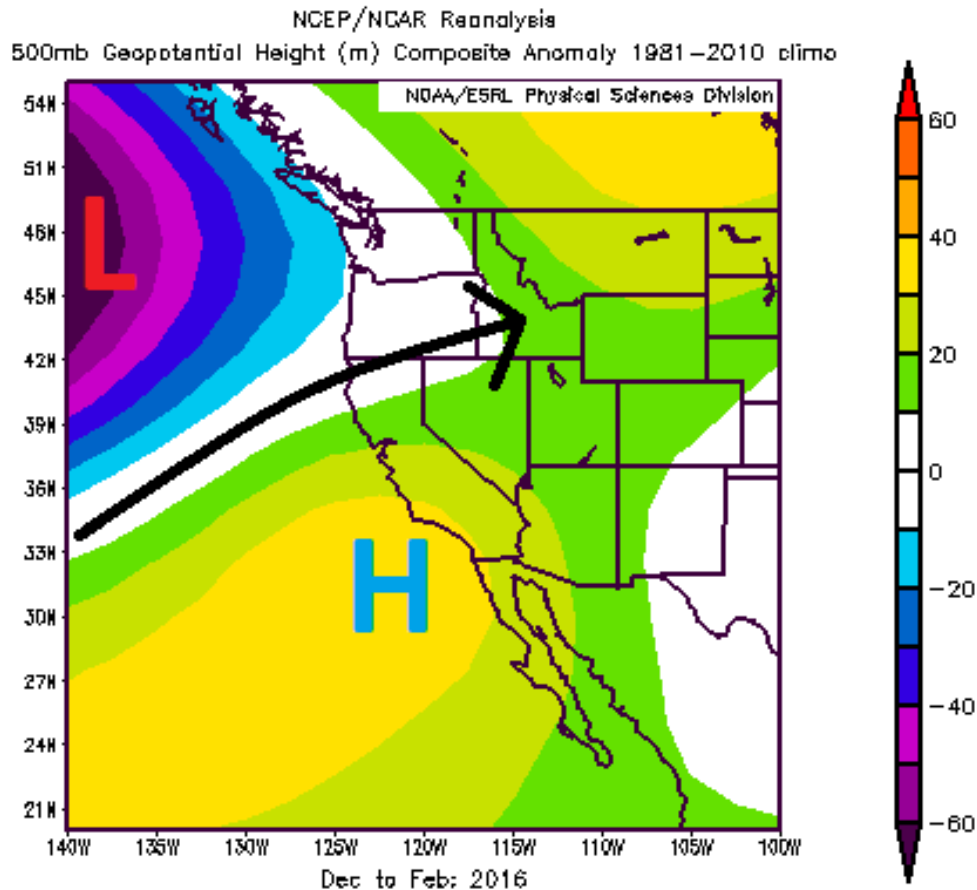 NCEP/NCAR Reanalysis
500mb Geopotential Height (m) Composite Anomaly 1981-2010 climo
NOAA/ESRL Physical Sciences Division
54N
51N
48N
45N
42N
39N
36N
33N
30N
27N
24N
21N
L
H
140W 135W 130W 125W 120W 115W 110W 105W 100W
Dec to Feb: 2016
60
40
20
0
-20
-40
-60